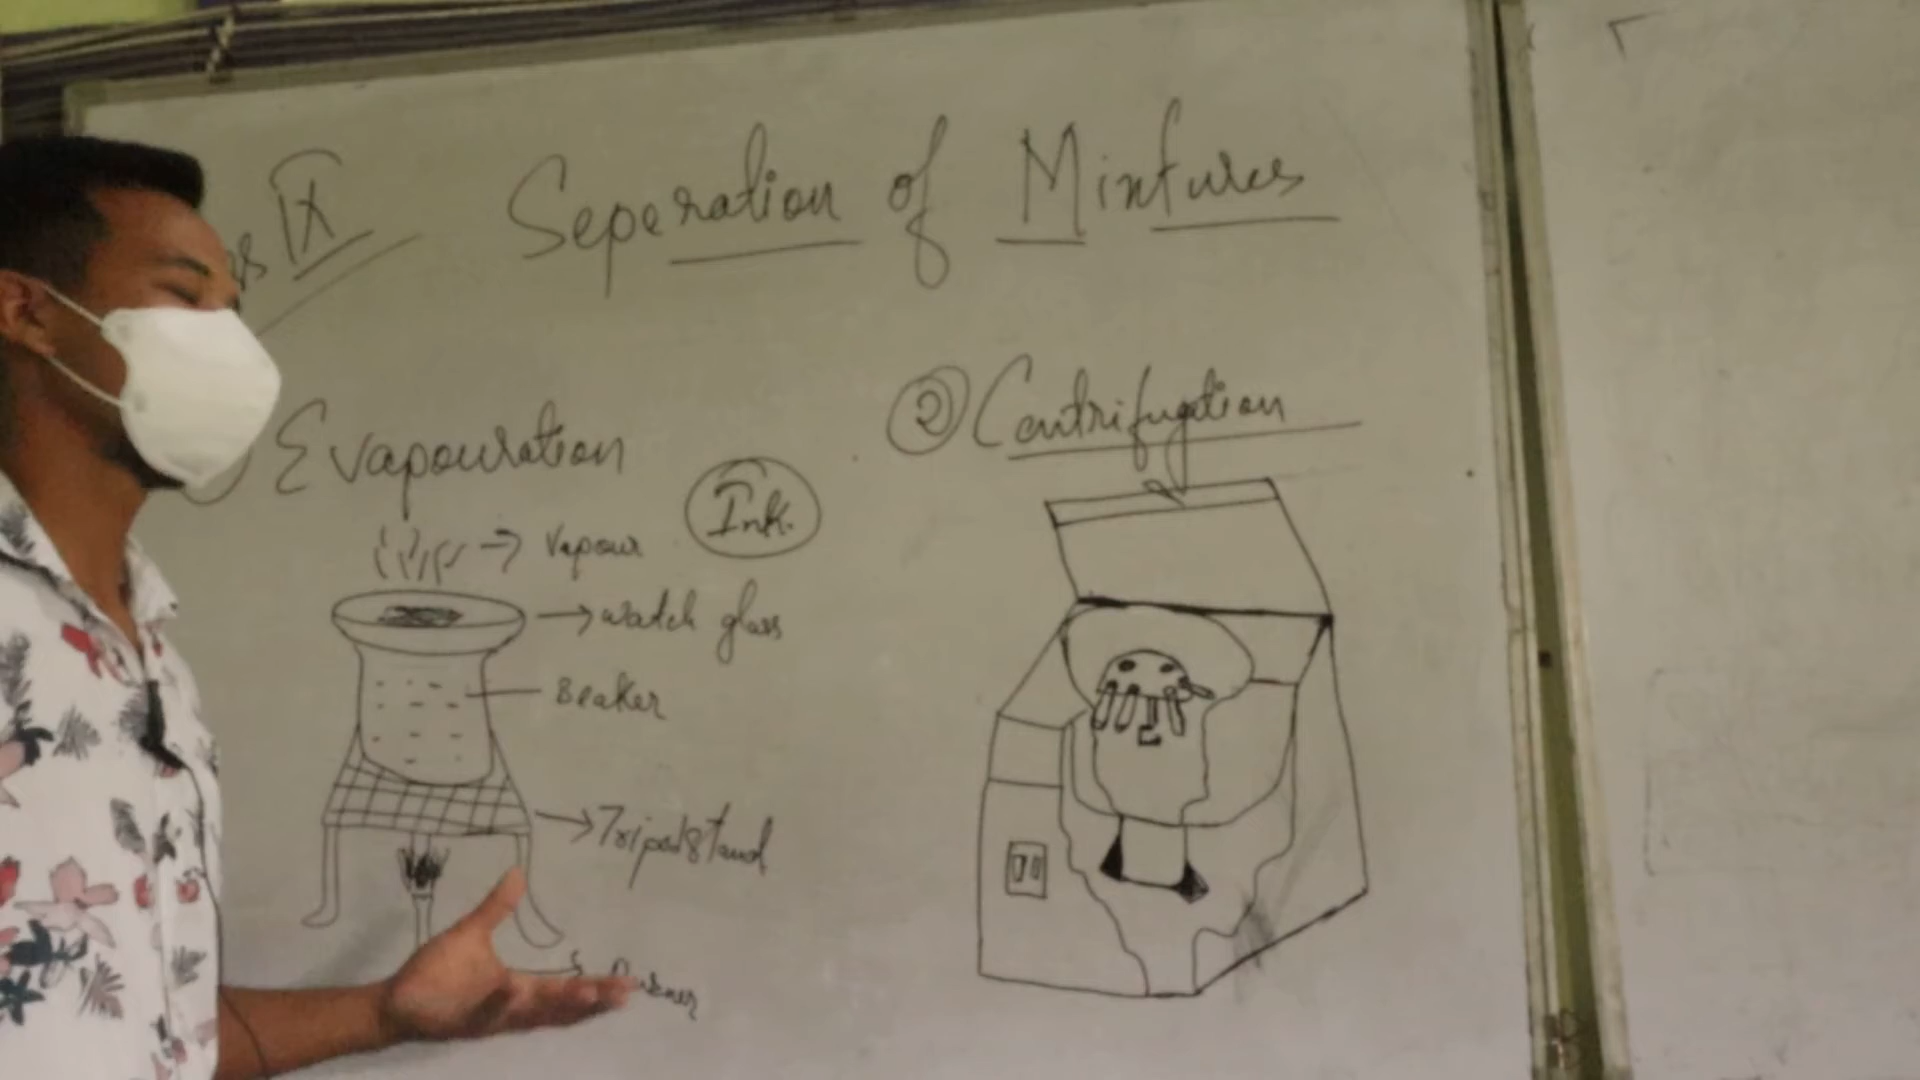 IX
Seperation of Mixtures
Evapouration
Ink.
Vapour
watch glass
Beaker
Tripod stand
② Centrifugation